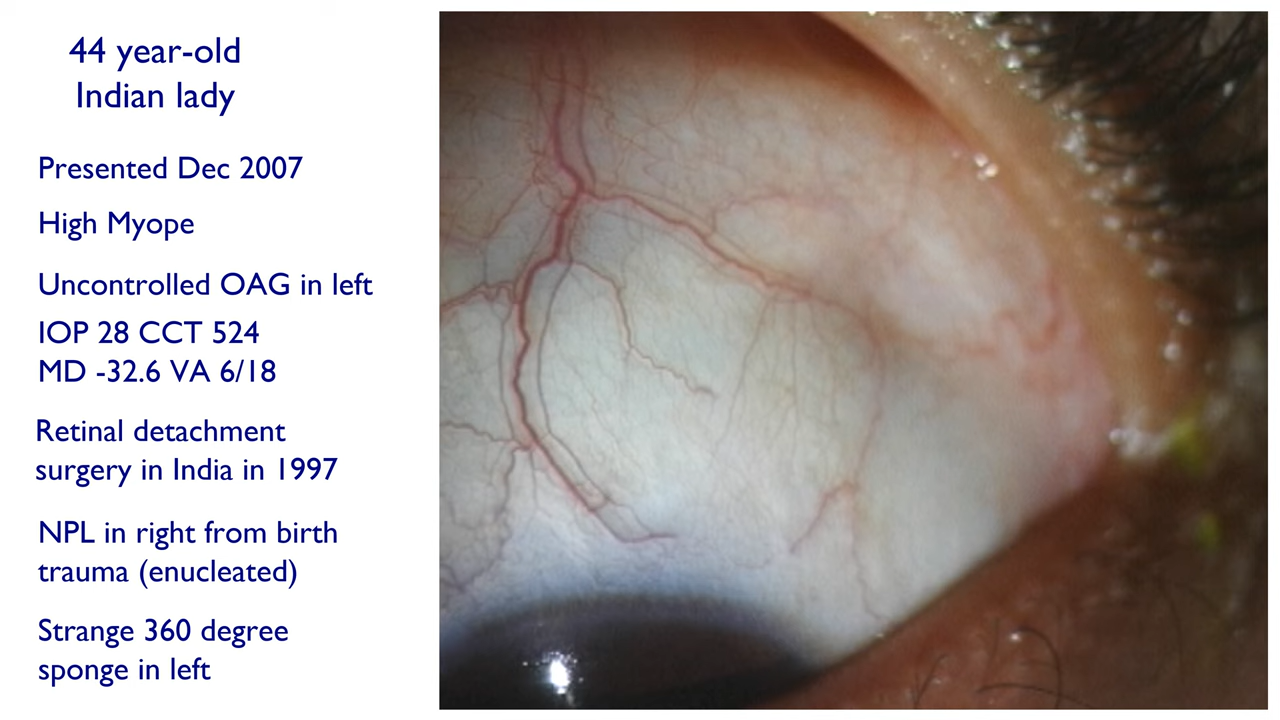 44 year-old
Indian lady
Presented Dec 2007
High Myope
Uncontrolled OAG in left
IOP 28 CCT 524
MD -32.6 VA 6/18
Retinal detachment
surgery in India in 1997
NPL in right from birth
trauma (enucleated)
Strange 360 degree
sponge in left